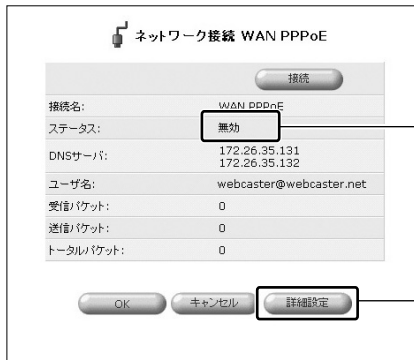 ネットワーク接続 WAN PPPoE
接続
接続名: WAN PPPoE
ステータス: 無効
DNSサーバ: 172.26.35.131
172.26.35.132
ユーザ名: webcaster@webcaster.net
受信パケット: 0
送信パケット: 0
トータルパケット: 0
OK キャンセル 詳細設定